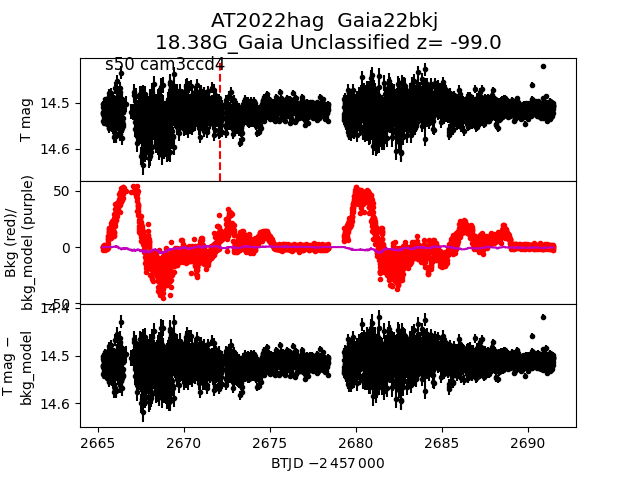 AT2022hag  Gaia22bkj
18.38G_Gaia Unclassified z= -99.0
s50 cam3ccd4
T mag
14.5
14.6
Bkg (red)/
bkg_model (purple)
50
0
−50
T mag −
bkg_model
14.4
14.5
14.6
2665 2670 2675 2680 2685 2690
BTJD −2 457 000